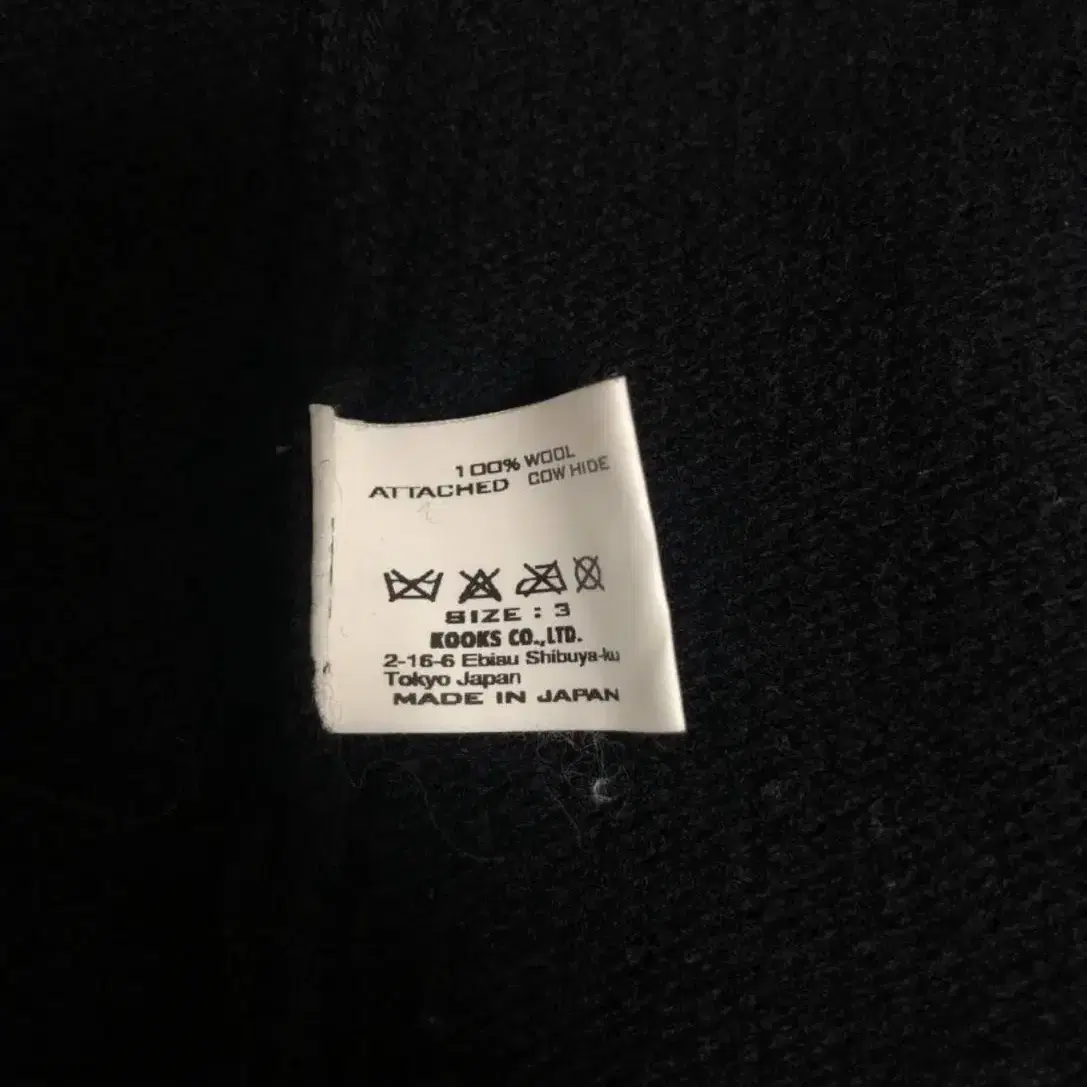 100% WOOL
ATTACHED COW HIDE
SIZE : 3
KOOKS CO.,LTD.
2-16-6 Ebisu Shibuya-ku
Tokyo Japan
MADE IN JAPAN